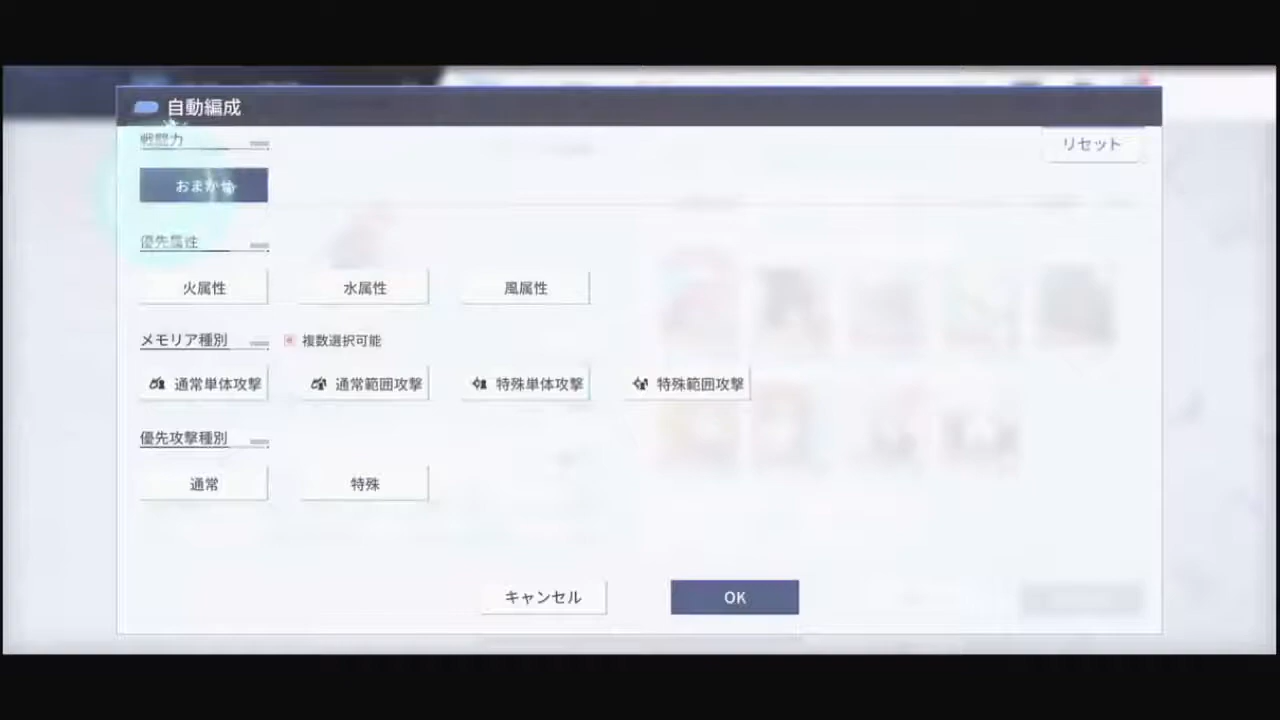 自動編成
戦闘力
リセット
おまかせ
優先属性
火属性 水属性 風属性
メモリア種別 ※ 複数選択可能
通常単体攻撃 通常範囲攻撃 特殊単体攻撃 特殊範囲攻撃
優先攻撃種別
通常 特殊
キャンセル OK